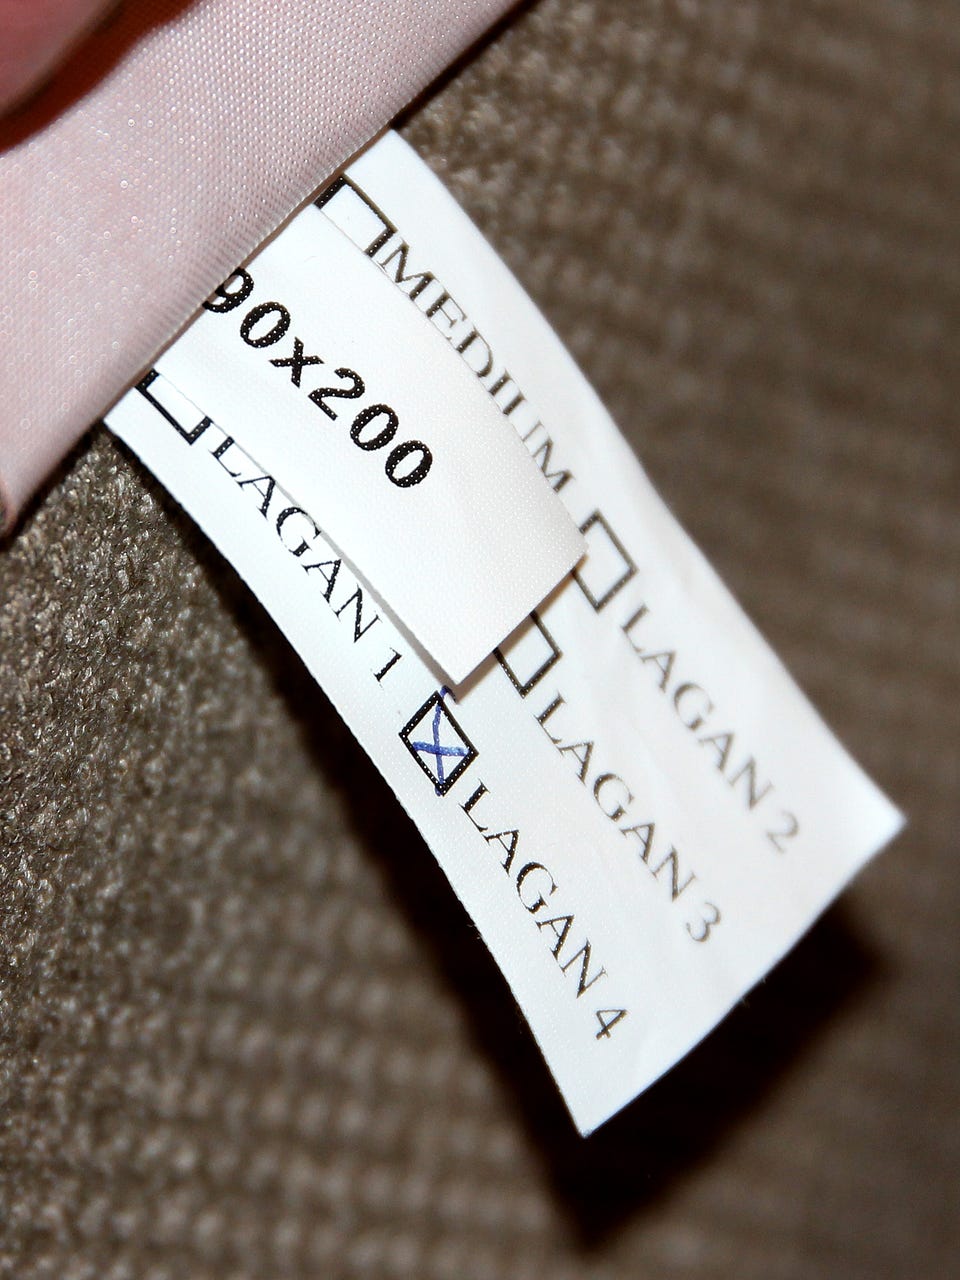 90x200
MEDIUM
LAGAN 2
LAGAN 3
LAGAN 1
LAGAN 4